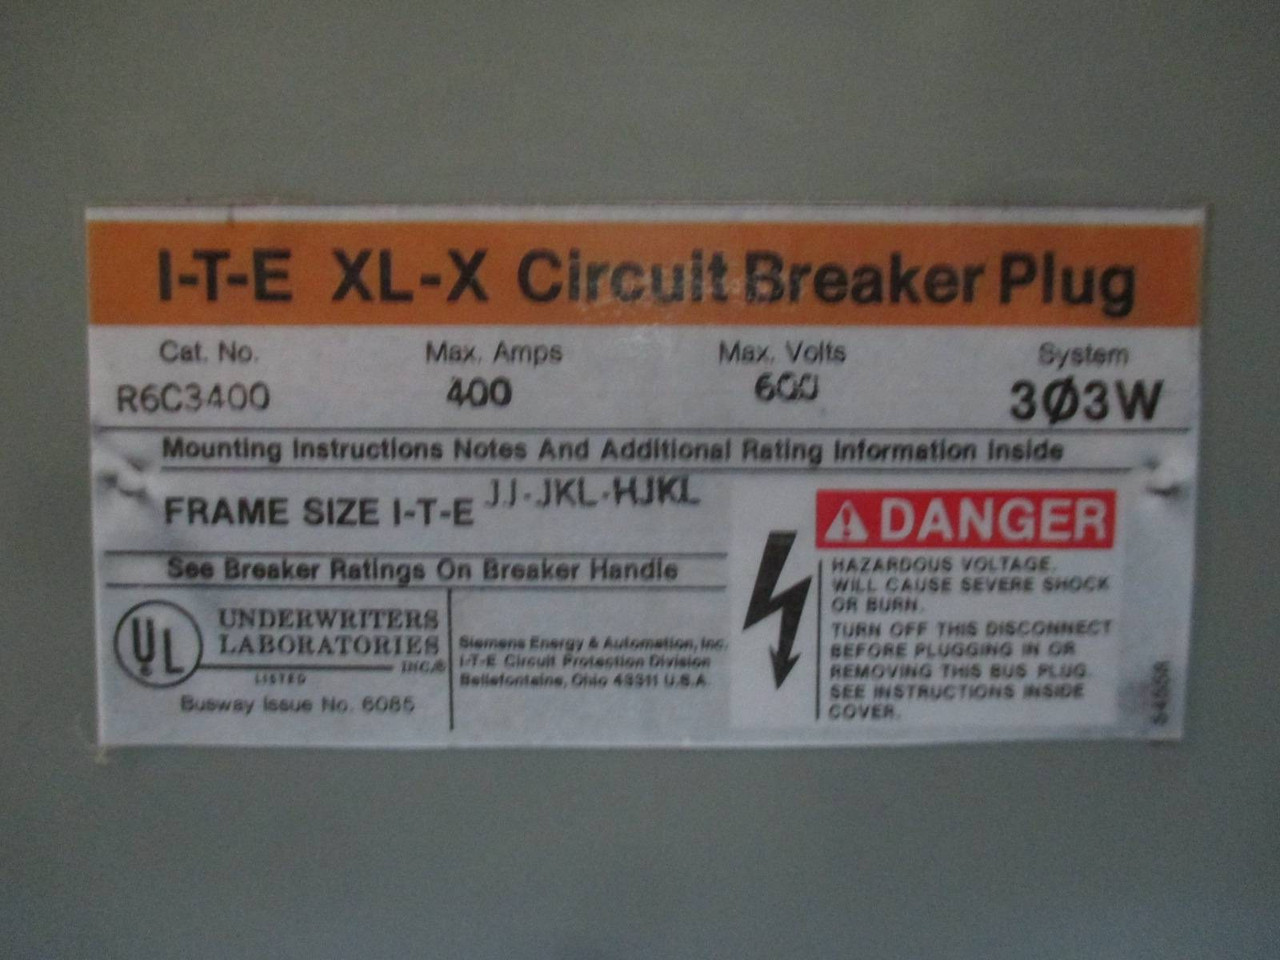 I-T-E XL-X Circuit Breaker Plug
Cat. No. Max. Amps Max. Volts System
R6C3400 400 600 3Ø3W
Mounting Instructions Notes And Additional Rating Information Inside
FRAME SIZE I-T-E JJ-JKL-HJKL
See Breaker Ratings On Breaker Handle
UL
UNDERWRITERS
LABORATORIES
INC.®
LISTED
Busway Issue No. 6085
Siemens Energy & Automation, Inc.
I-T-E Circuit Protection Division
Bellefontaine, Ohio 43311 U.S.A.
DANGER
HAZARDOUS VOLTAGE.
WILL CAUSE SEVERE SHOCK
OR BURN.
TURN OFF THIS DISCONNECT
BEFORE PLUGGING IN OR
REMOVING THIS BUS PLUG.
SEE INSTRUCTIONS INSIDE
COVER.